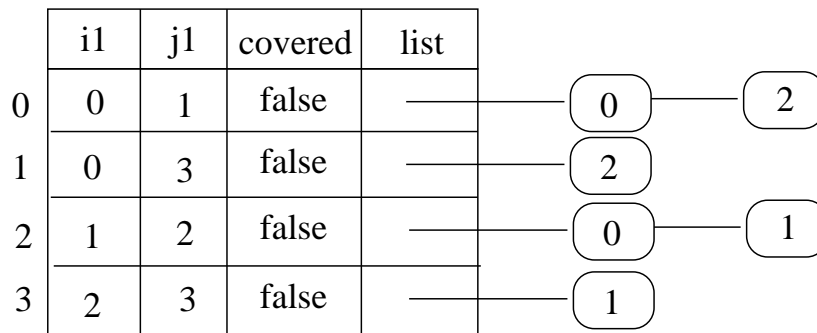 i1 j1 covered list
0 0 1 false 0 2
1 0 3 false 2
2 1 2 false 0 1
3 2 3 false 1